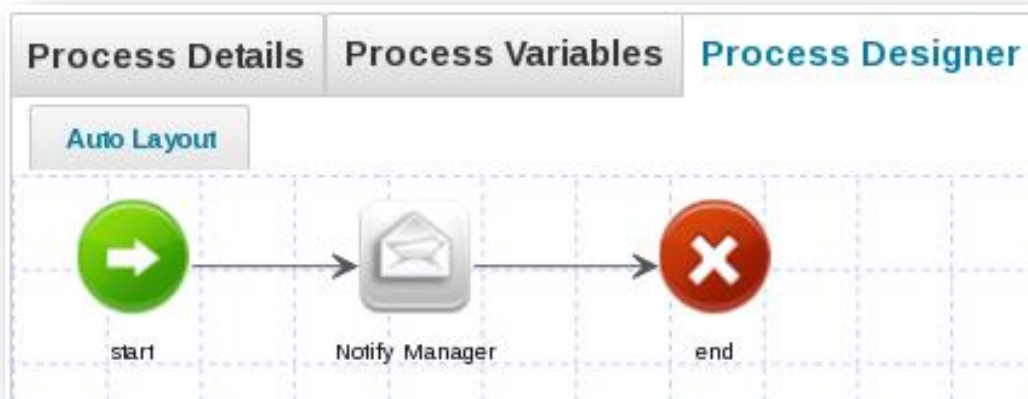 Process Details Process Variables Process Designer
Auto Layout
start Notify Manager end